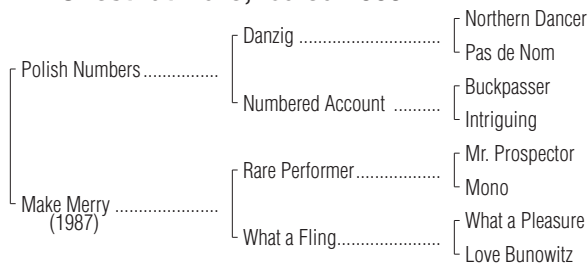 Northern Dancer
Danzig ................................
Pas de Nom
Polish Numbers .................
Buckpasser
Numbered Account ..........
Intriguing
Mr. Prospector
Rare Performer...................
Mono
Make Merry .......................
(1987)
What a Pleasure
What a Fling.......................
Love Bunowitz